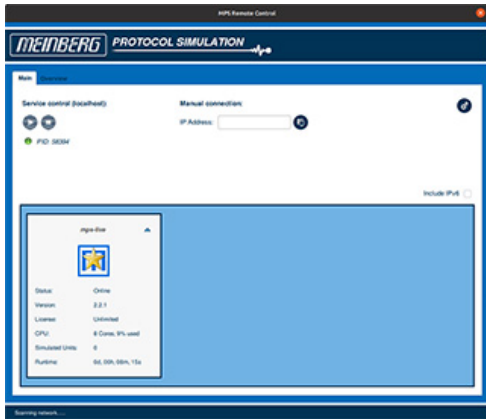 MPS Remote Control
MEINBERG PROTOCOL SIMULATION
Main Overview
Service control (localhost):
Manual connection:
IP Address:
PID:
Include IPv6
mps-live
Status: Online
Version: 2.2.1
License: Unlimited
CPU: 8 Cores, 9% used
Simulated Units: 0
Runtime: 0d, 00h, 08m, 15s
Scanning network....